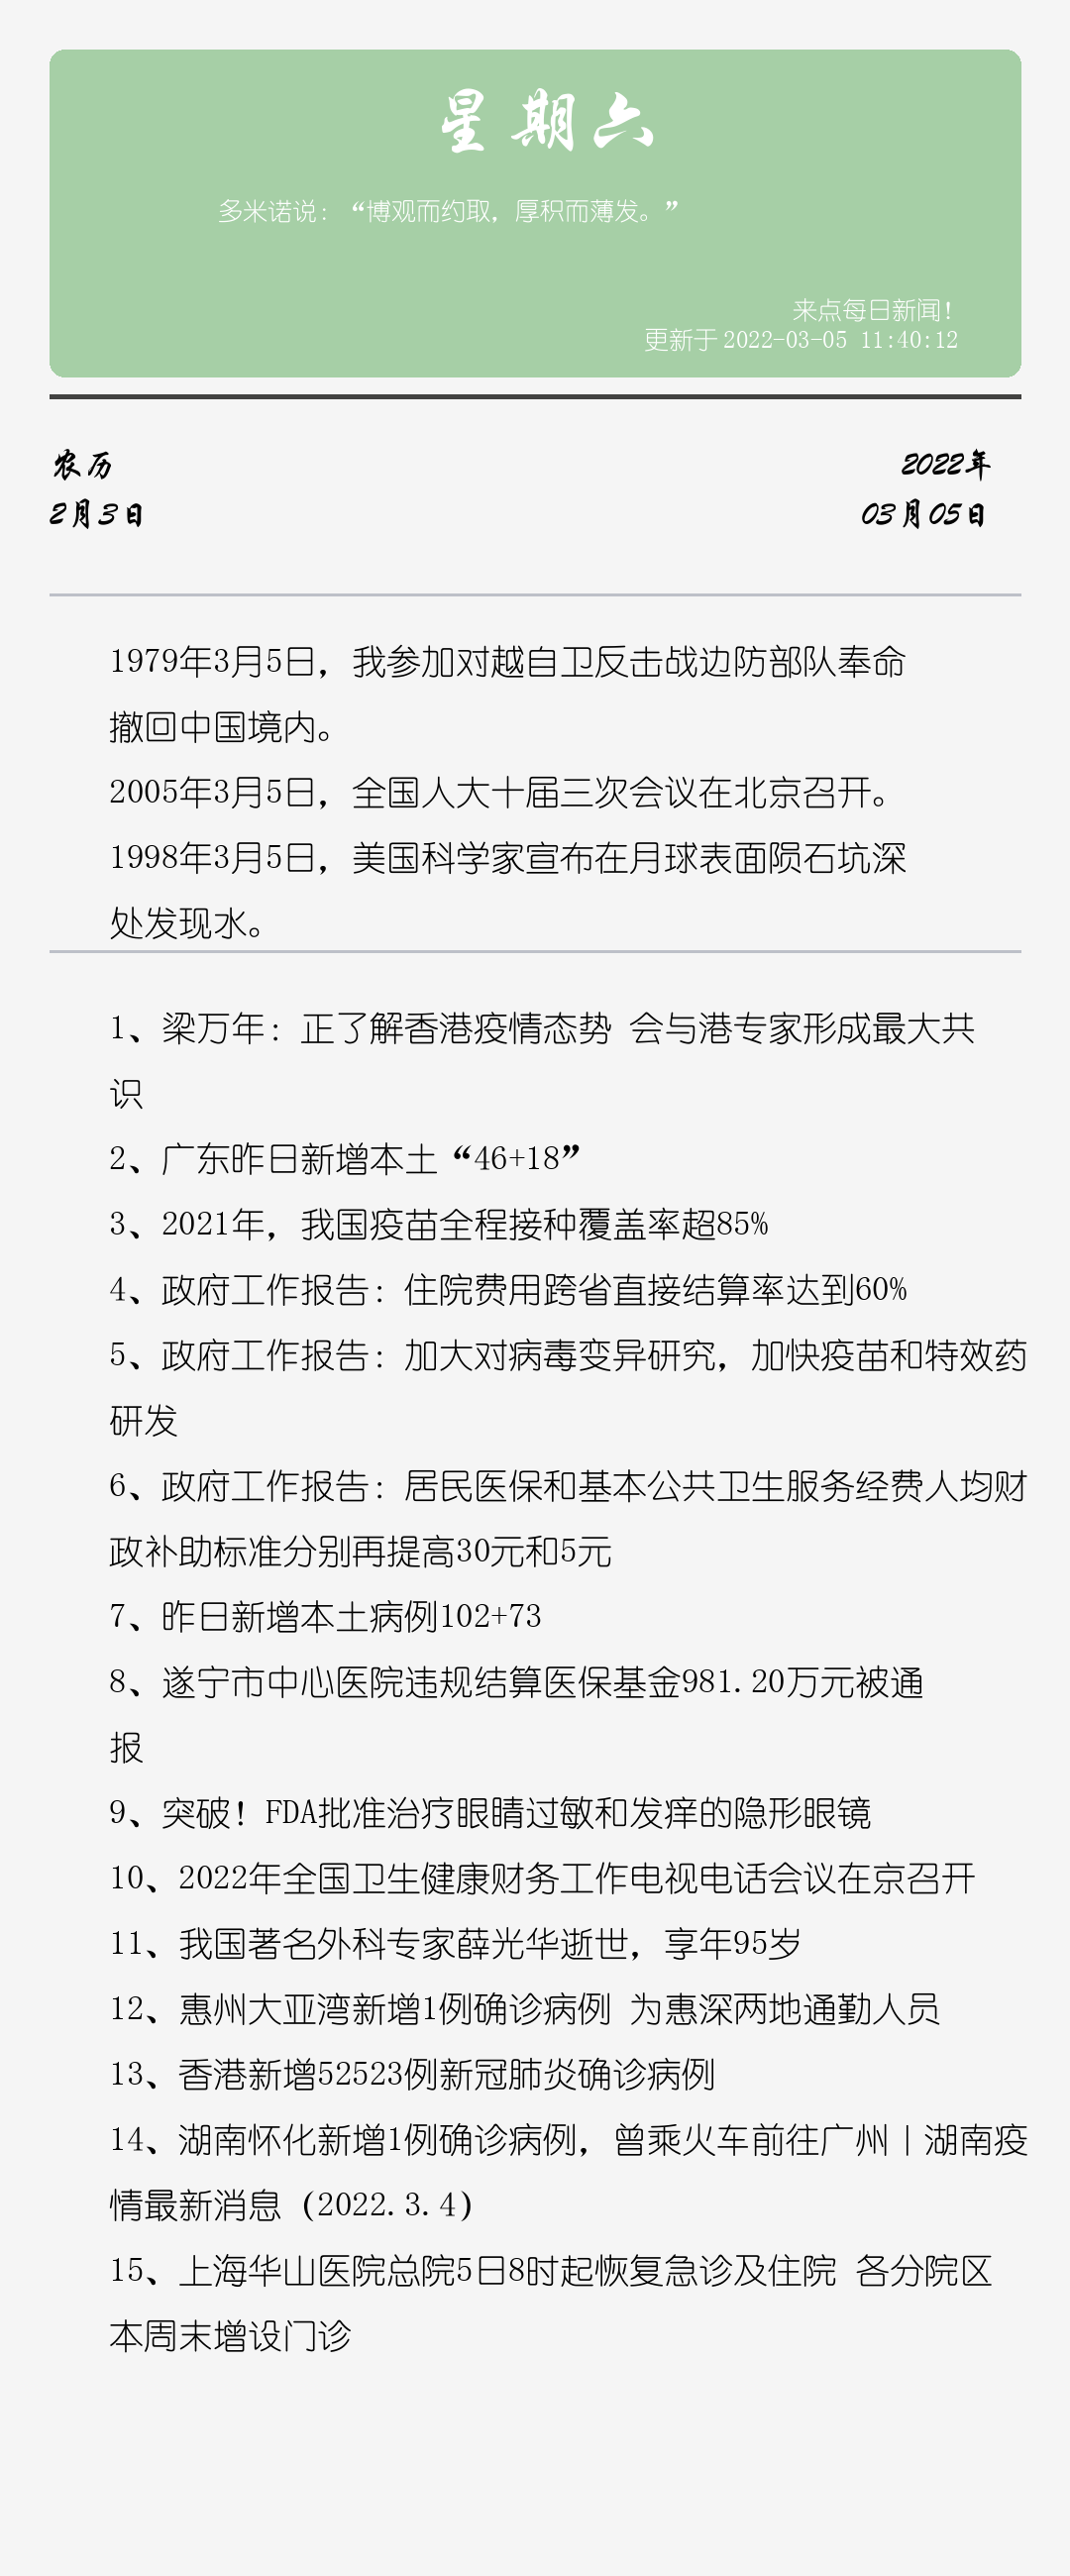 星期六
多米诺说：“博观而约取，厚积而薄发。”
来点每日新闻！
更新于 2022-03-05 11:40:12
农历
2022年
2月3日
03月05日
1979年3月5日，我参加对越自卫反击战边防部队奉命
撤回中国境内。
2005年3月5日，全国人大十届三次会议在北京召开。
1998年3月5日，美国科学家宣布在月球表面陨石坑深
处发现水。
1、梁万年：正了解香港疫情态势 会与港专家形成最大共
识
2、广东昨日新增本土“46+18”
3、2021年，我国疫苗全程接种覆盖率超85%
4、政府工作报告：住院费用跨省直接结算率达到60%
5、政府工作报告：加大对病毒变异研究，加快疫苗和特效药
研发
6、政府工作报告：居民医保和基本公共卫生服务经费人均财
政补助标准分别再提高30元和5元
7、昨日新增本土病例102+73
8、遂宁市中心医院违规结算医保基金981.20万元被通
报
9、突破！FDA批准治疗眼睛过敏和发痒的隐形眼镜
10、2022年全国卫生健康财务工作电视电话会议在京召开
11、我国著名外科专家薛光华逝世，享年95岁
12、惠州大亚湾新增1例确诊病例 为惠深两地通勤人员
13、香港新增52523例新冠肺炎确诊病例
14、湖南怀化新增1例确诊病例，曾乘火车前往广州丨湖南疫
情最新消息（2022.3.4）
15、上海华山医院总院5日8时起恢复急诊及住院 各分院区
本周末增设门诊